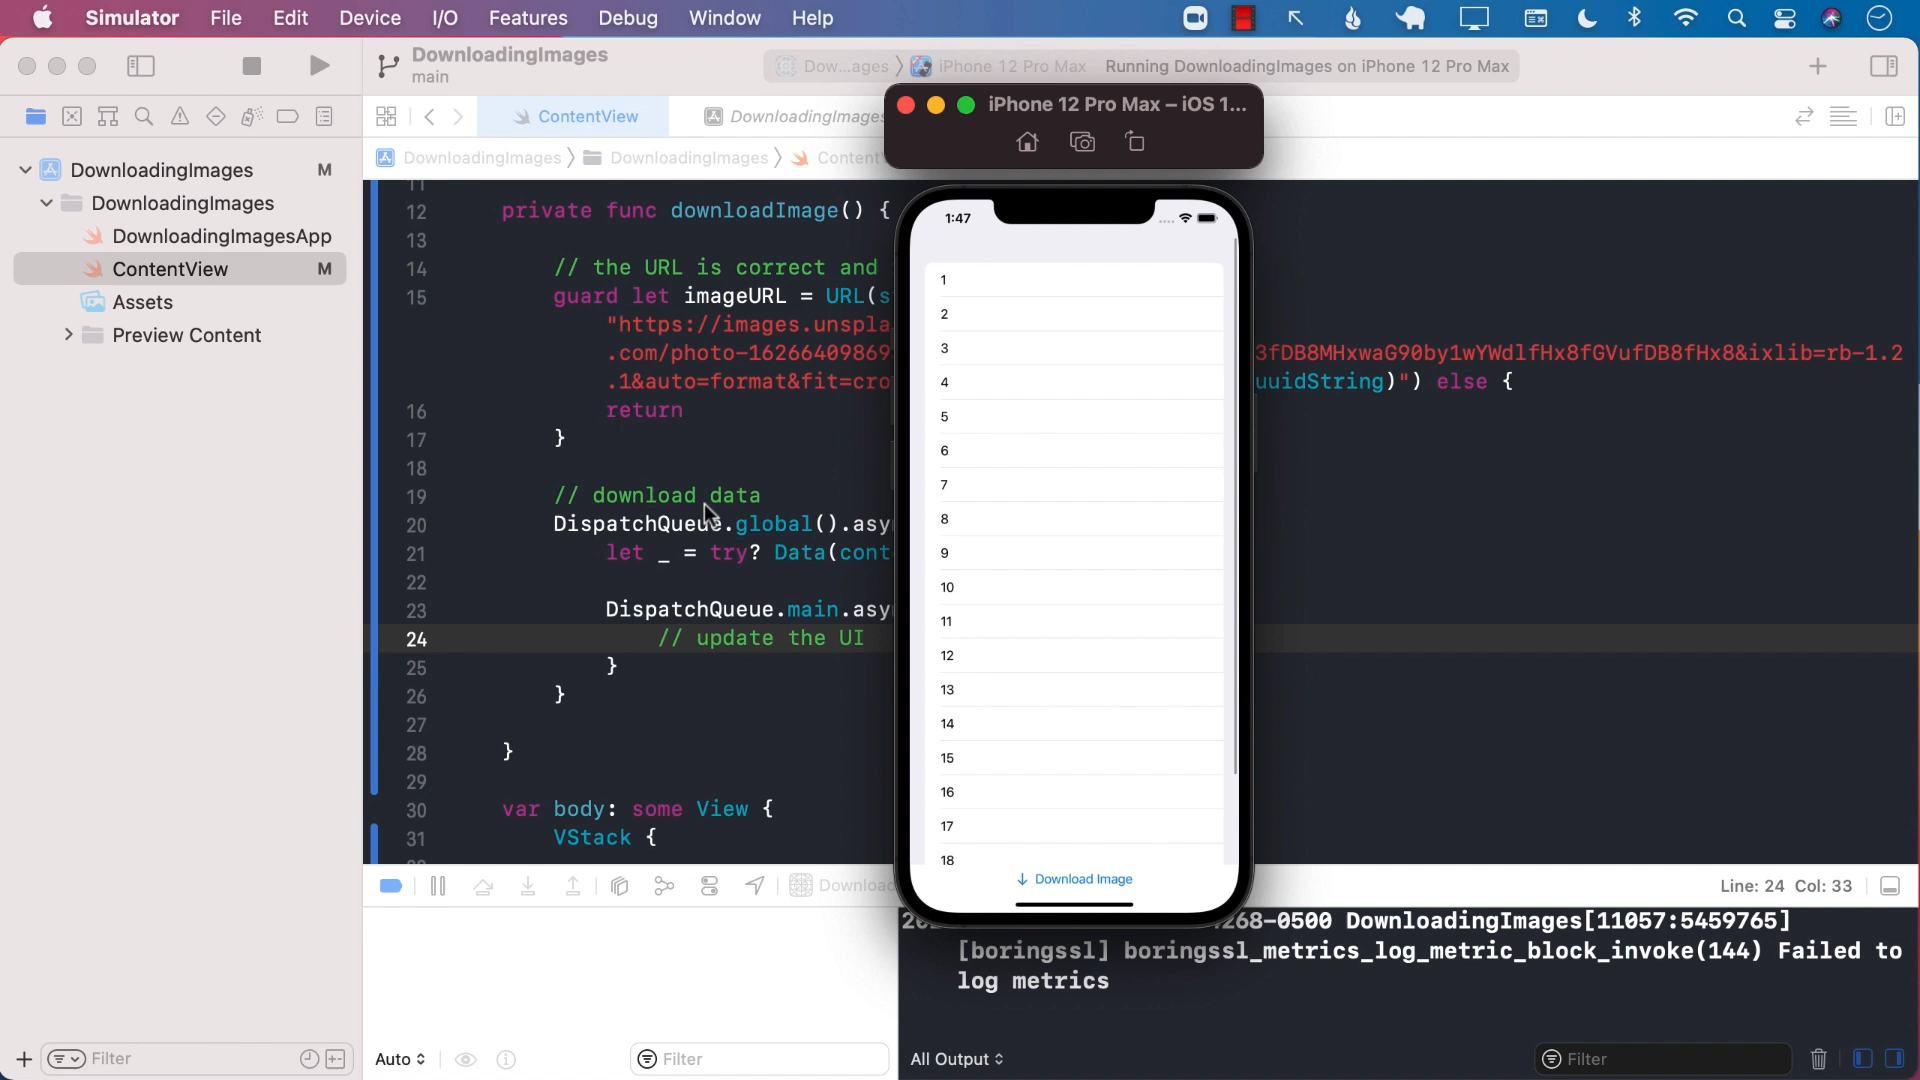 Simulator File Edit Device I/O Features Debug Window Help
DownloadingImages
main
Dow...ages iPhone 12 Pro Max Running DownloadingImages on iPhone 12 Pro Max
iPhone 12 Pro Max – iOS 1...
ContentView
DownloadingImages
DownloadingImages DownloadingImages
DownloadingImages M
DownloadingImages
DownloadingImagesApp
ContentView M
Assets
Preview Content
11
12 private func downloadImage() {
13
14 // the URL is correct and
15 guard let imageURL = URL(s
"https://images.unspla
.com/photo-16266409869 3fDB8MHxwaG90by1wYWdlfHx8fGVufDB8fHx8&ixlib=rb-1.2
.1&auto=format&fit=cro uuidString)") else {
16 return
17 }
18
19 // download data
20 DispatchQueue.global().asy
21 let _ = try? Data(cont
22
23 DispatchQueue.main.asy
24 // update the UI
25 }
26 }
27
28 }
29
30 var body: some View {
31 VStack {
1:47
1
2
3
4
5
6
7
8
9
10
11
12
13
14
15
16
17
18
Download Image
Line: 24 Col: 33
268-0500 DownloadingImages[11057:5459765]
[boringssl] boringssl_metrics_log_metric_block_invoke(144) Failed to
log metrics
Filter
Auto
Filter
All Output
Filter